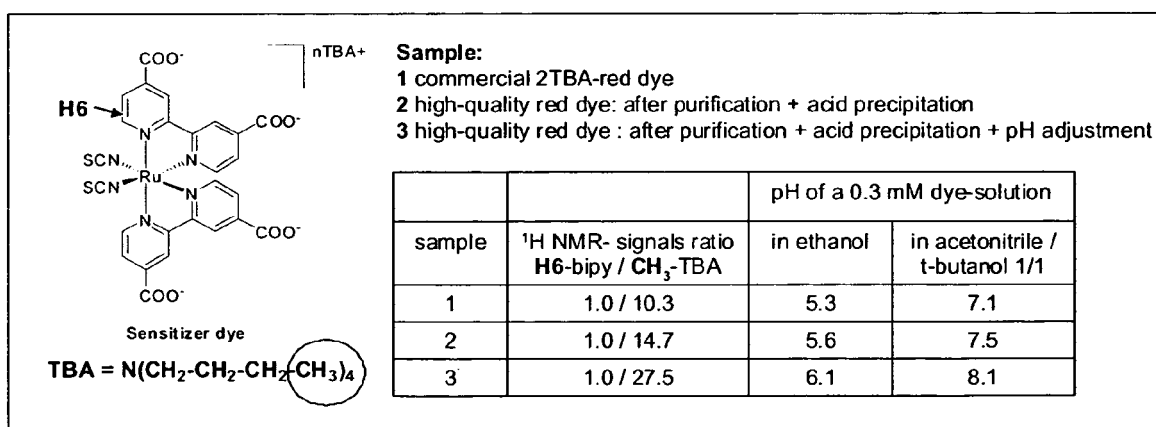 COO⁻
nTBA+
H6
N
N
COO⁻
SCN
SCN
Ru
N
N
COO⁻
COO⁻
Sensitizer dye
TBA = N(CH₂-CH₂-CH₂-CH₃)₄
Sample:
1 commercial 2TBA-red dye
2 high-quality red dye: after purification + acid precipitation
3 high-quality red dye : after purification + acid precipitation + pH adjustment
pH of a 0.3 mM dye-solution
sample ¹H NMR- signals ratio in ethanol in acetonitrile /
H6-bipy / CH₃-TBA t-butanol 1/1
1 1.0 / 10.3 5.3 7.1
2 1.0 / 14.7 5.6 7.5
3 1.0 / 27.5 6.1 8.1